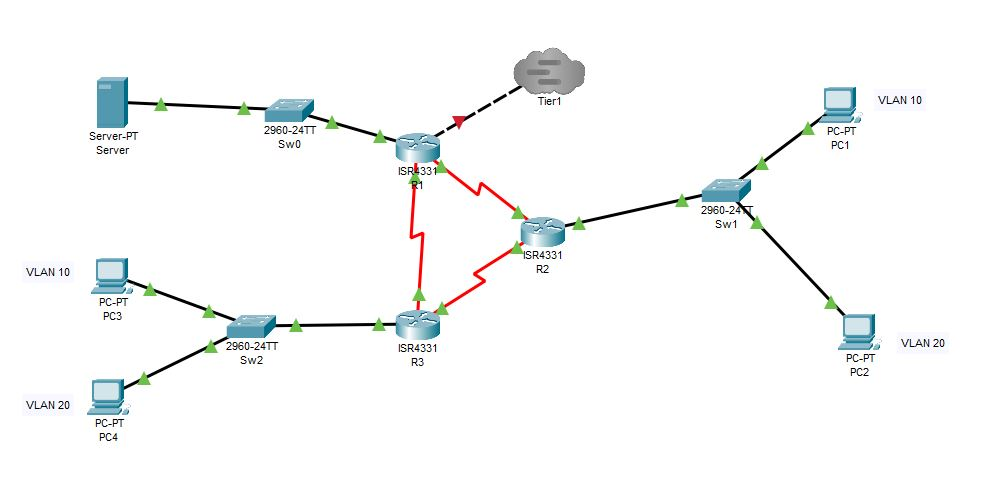 Tier1
Server-PT
Server
2960-24TT
Sw0
ISR4331
R1
VLAN 10
PC-PT
PC1
2960-24TT
Sw1
ISR4331
R2
VLAN 10
PC-PT
PC3
2960-24TT
Sw2
ISR4331
R3
PC-PT
PC2
VLAN 20
VLAN 20
PC-PT
PC4